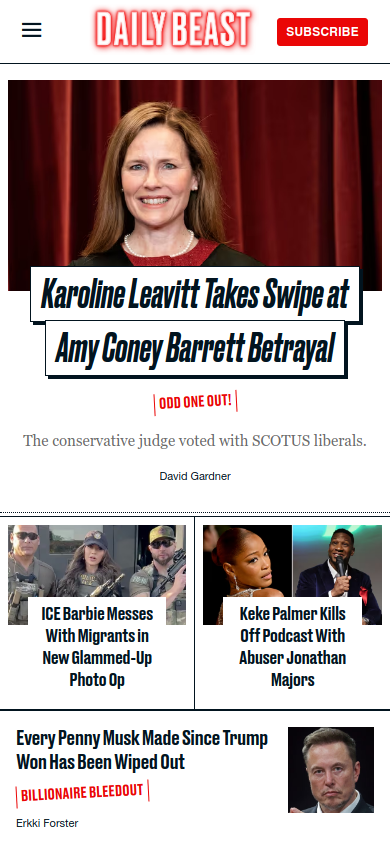 DAILY BEAST
SUBSCRIBE
Karoline Leavitt Takes Swipe at
Amy Coney Barrett Betrayal
ODD ONE OUT!
The conservative judge voted with SCOTUS liberals.
David Gardner
ICE Barbie Messes
With Migrants in
New Glammed-Up
Photo Op
Keke Palmer Kills
Off Podcast With
Abuser Jonathan
Majors
Every Penny Musk Made Since Trump
Won Has Been Wiped Out
BILLIONAIRE BLEEDOUT
Erkki Forster